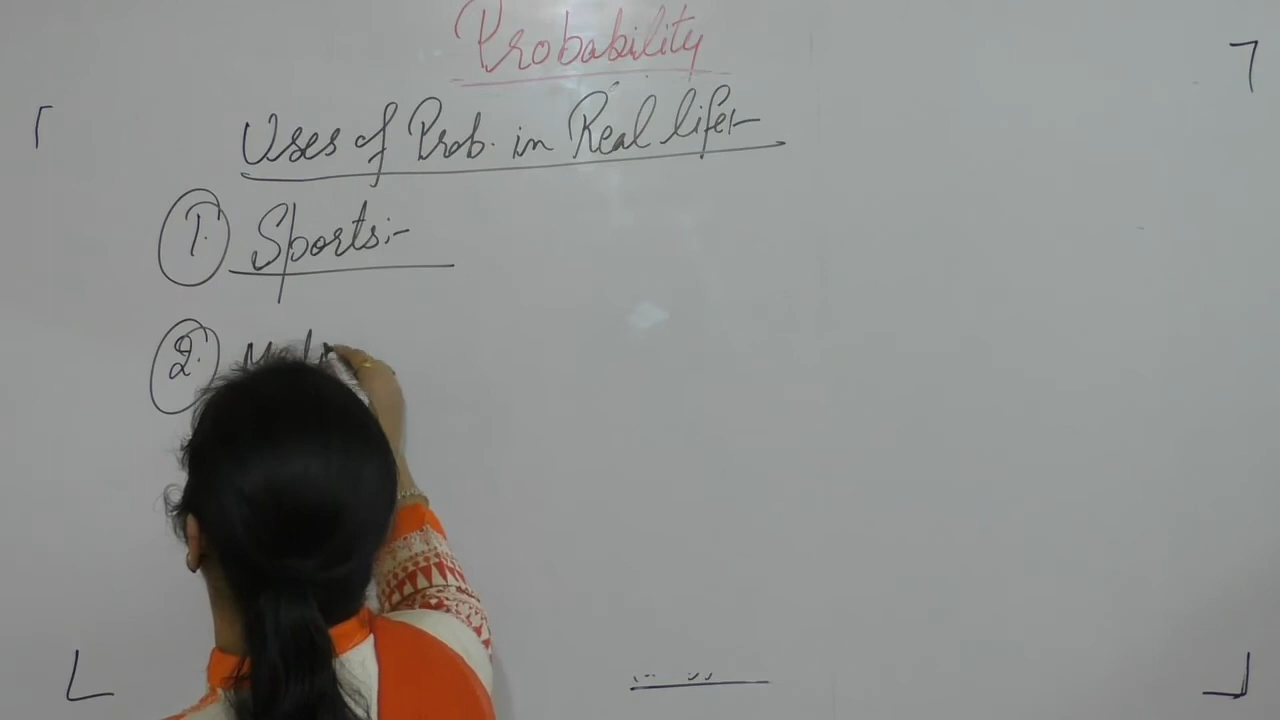 Probability
Uses of Prob. in Real life:-
1. Sports:-
2.